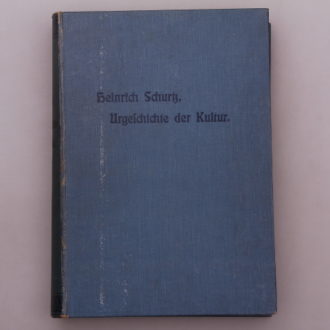 Heinrich Schurtz,
Urgeschichte der Kultur.